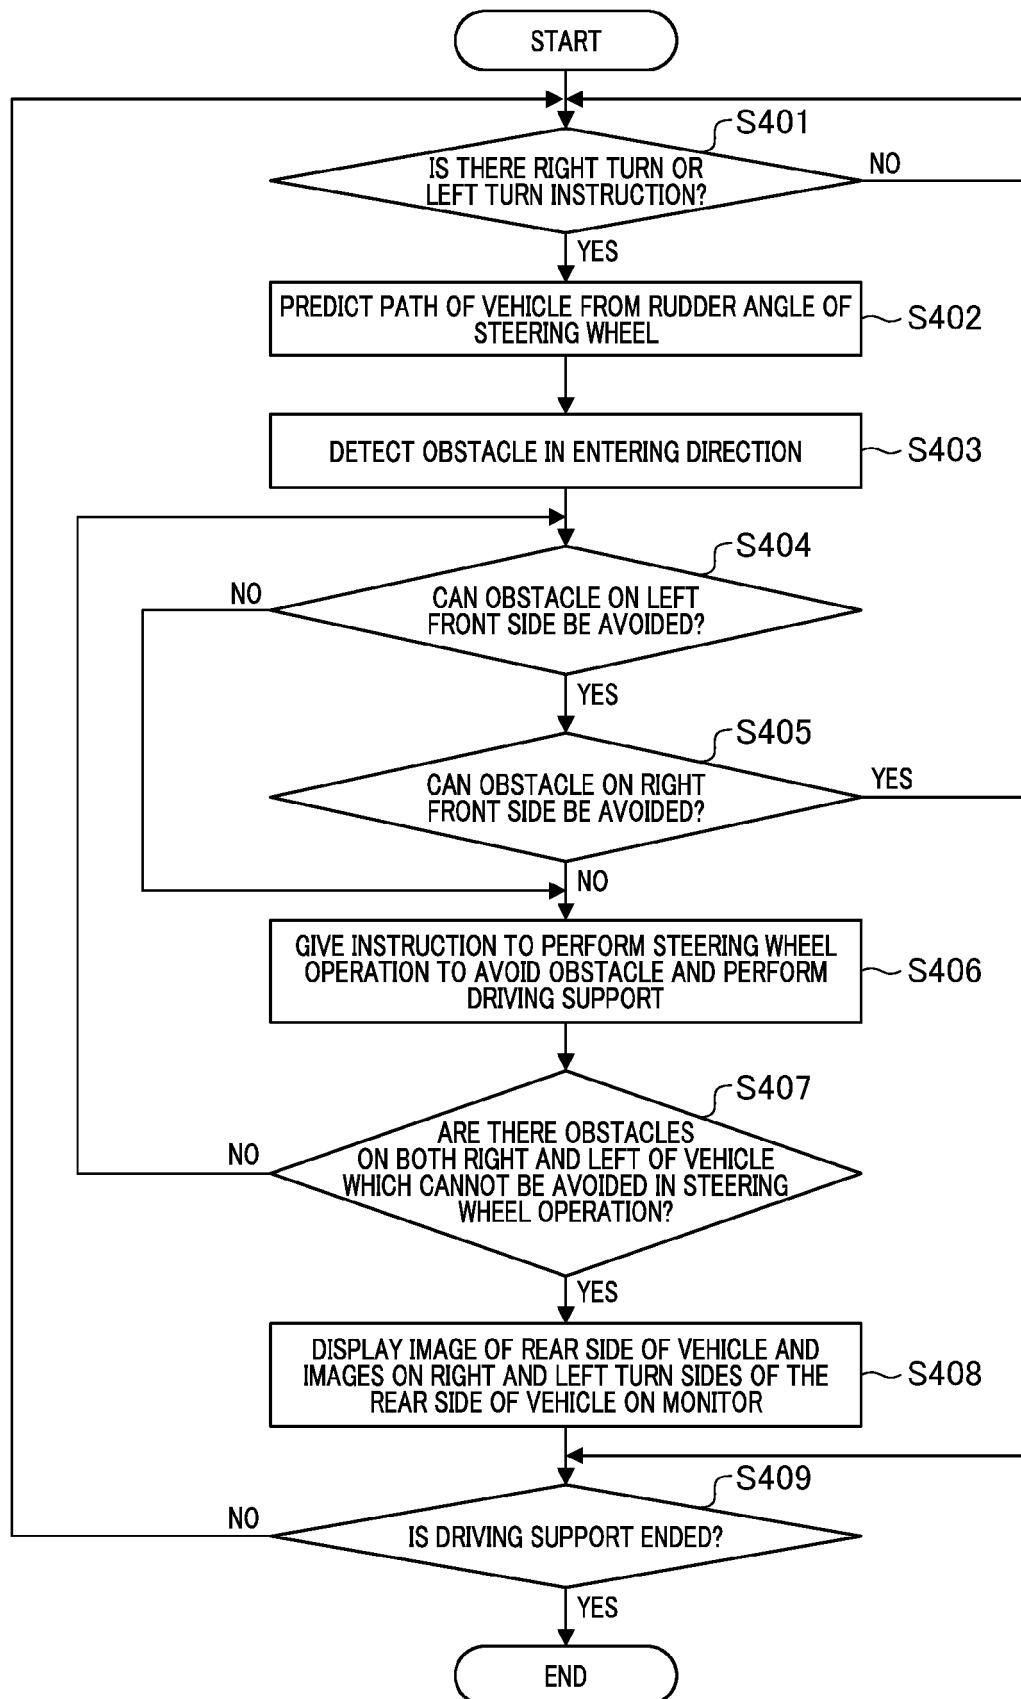 START
S401
IS THERE RIGHT TURN OR
LEFT TURN INSTRUCTION?
NO
YES
PREDICT PATH OF VEHICLE FROM RUDDER ANGLE OF
STEERING WHEEL
S402
DETECT OBSTACLE IN ENTERING DIRECTION
S403
S404
NO
CAN OBSTACLE ON LEFT
FRONT SIDE BE AVOIDED?
YES
S405
CAN OBSTACLE ON RIGHT
FRONT SIDE BE AVOIDED?
YES
NO
GIVE INSTRUCTION TO PERFORM STEERING WHEEL
OPERATION TO AVOID OBSTACLE AND PERFORM
DRIVING SUPPORT
S406
S407
NO
ARE THERE OBSTACLES
ON BOTH RIGHT AND LEFT OF VEHICLE
WHICH CANNOT BE AVOIDED IN STEERING
WHEEL OPERATION?
YES
DISPLAY IMAGE OF REAR SIDE OF VEHICLE AND
IMAGES ON RIGHT AND LEFT TURN SIDES OF THE
REAR SIDE OF VEHICLE ON MONITOR
S408
S409
NO
IS DRIVING SUPPORT ENDED?
YES
END